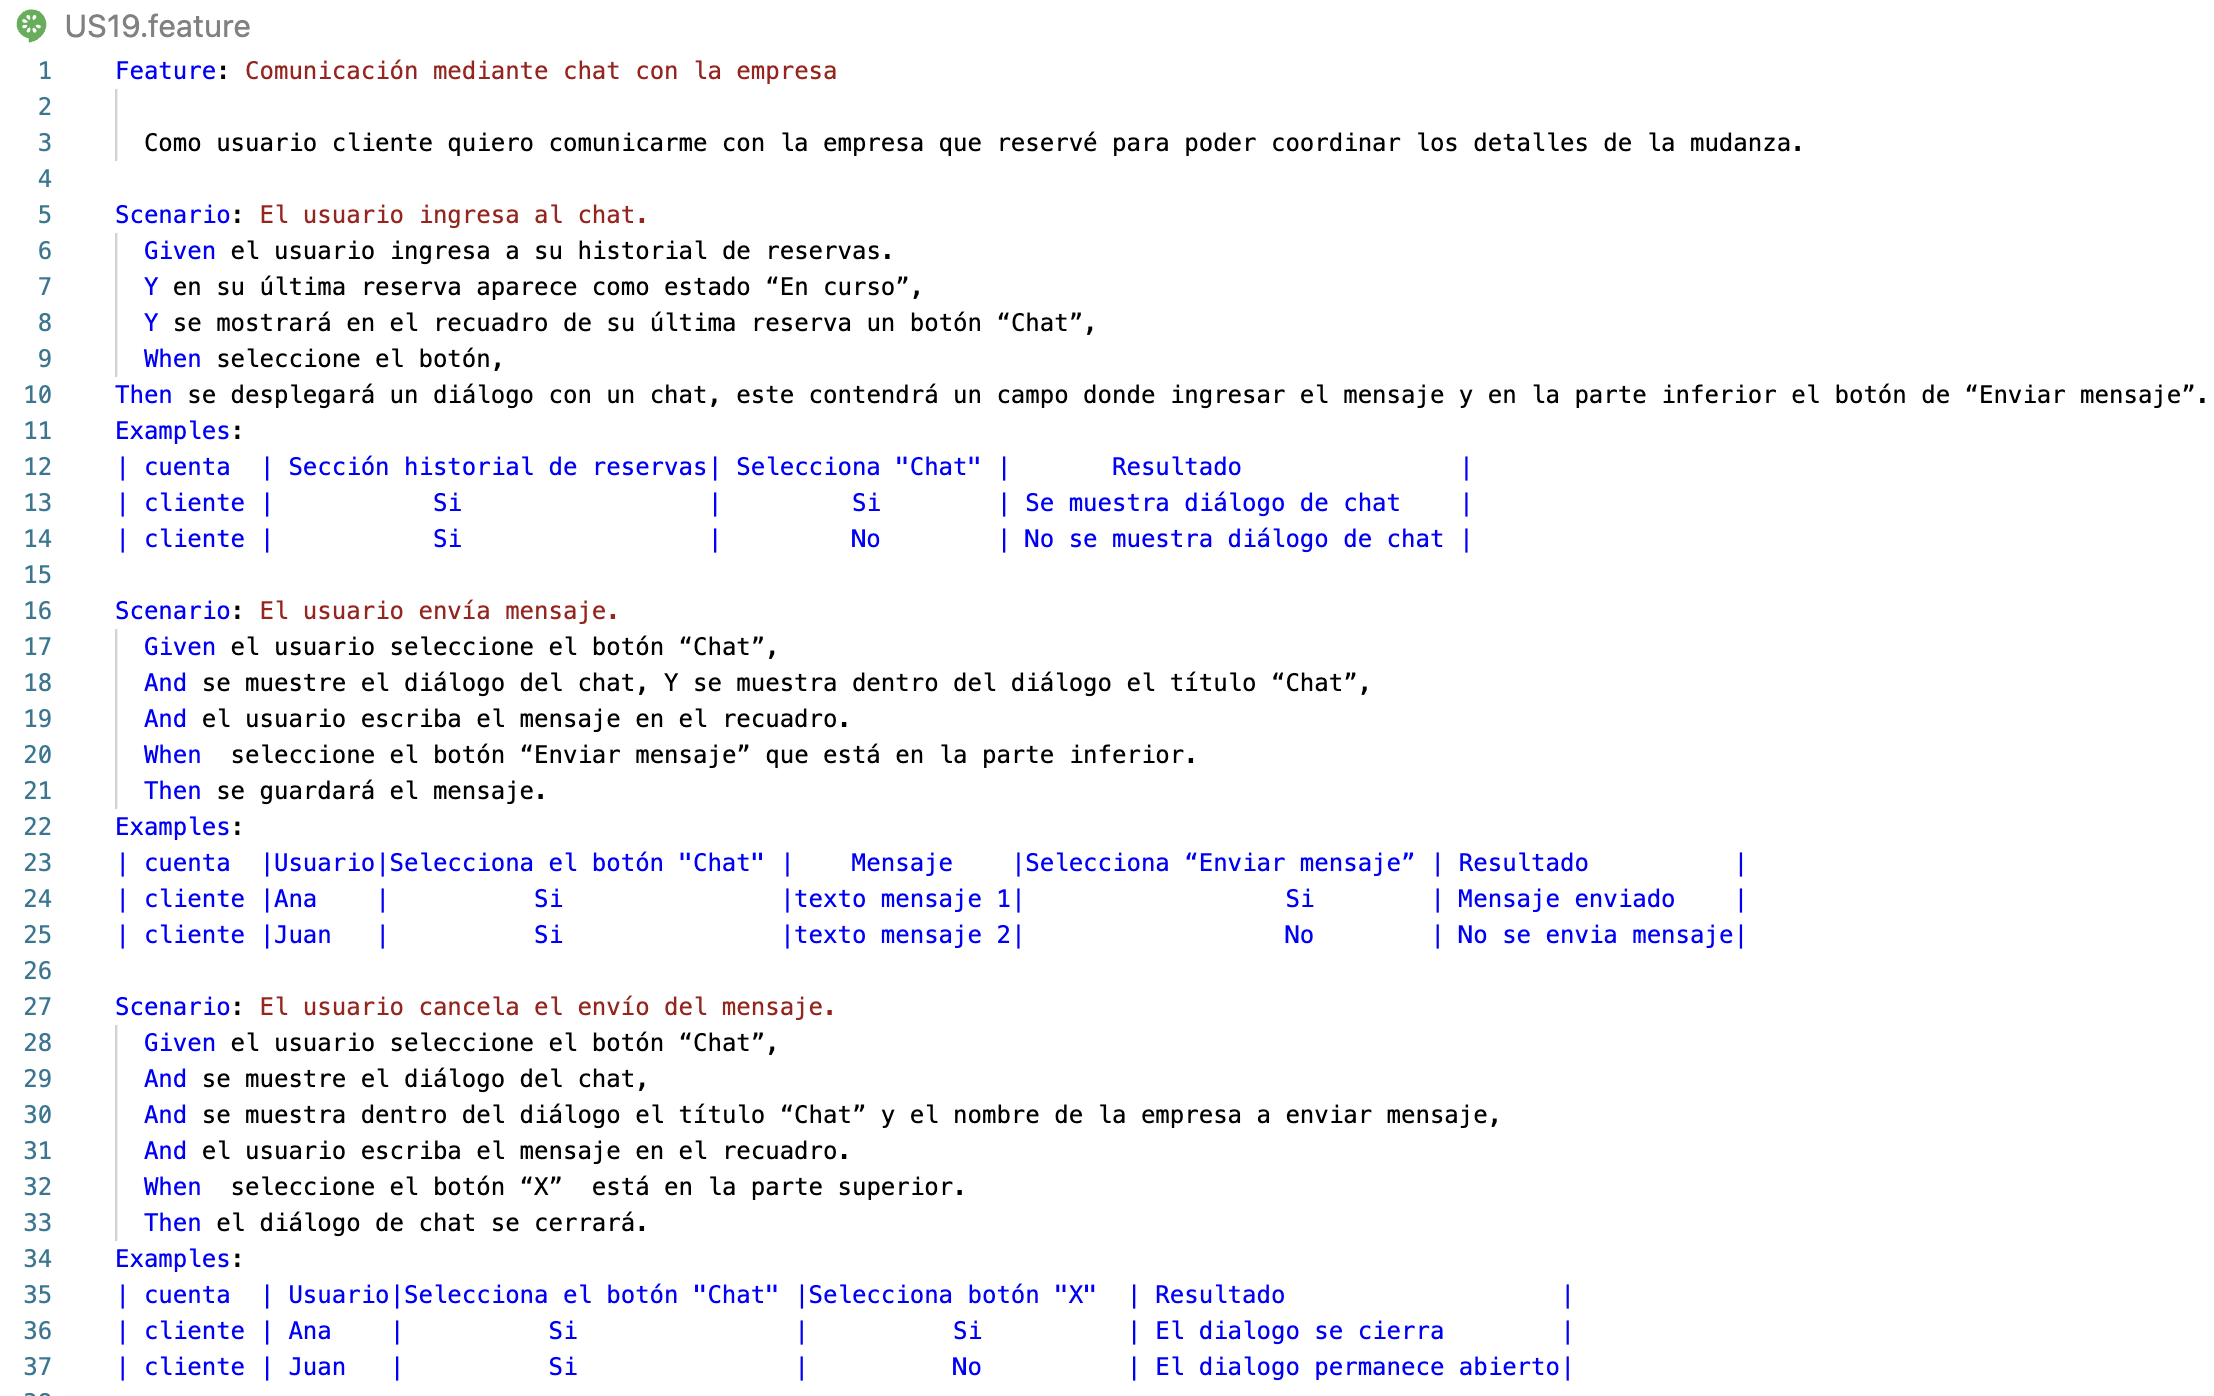 US19.feature
1 Feature: Comunicación mediante chat con la empresa
2
3 Como usuario cliente quiero comunicarme con la empresa que reservé para poder coordinar los detalles de la mudanza.
4
5 Scenario: El usuario ingresa al chat.
6 Given el usuario ingresa a su historial de reservas.
7 Y en su última reserva aparece como estado “En curso”,
8 Y se mostrará en el recuadro de su última reserva un botón “Chat”,
9 When seleccione el botón,
10 Then se desplegará un diálogo con un chat, este contendrá un campo donde ingresar el mensaje y en la parte inferior el botón de “Enviar mensaje”.
11 Examples:
12 | cuenta | Sección historial de reservas| Selecciona "Chat" | Resultado |
13 | cliente | Si | Si | Se muestra diálogo de chat |
14 | cliente | Si | No | No se muestra diálogo de chat |
15
16 Scenario: El usuario envía mensaje.
17 Given el usuario seleccione el botón “Chat”,
18 And se muestre el diálogo del chat, Y se muestra dentro del diálogo el título “Chat”,
19 And el usuario escriba el mensaje en el recuadro.
20 When seleccione el botón “Enviar mensaje” que está en la parte inferior.
21 Then se guardará el mensaje.
22 Examples:
23 | cuenta |Usuario|Selecciona el botón "Chat" | Mensaje |Selecciona “Enviar mensaje” | Resultado |
24 | cliente |Ana | Si |texto mensaje 1| Si | Mensaje enviado |
25 | cliente |Juan | Si |texto mensaje 2| No | No se envia mensaje|
26
27 Scenario: El usuario cancela el envío del mensaje.
28 Given el usuario seleccione el botón “Chat”,
29 And se muestre el diálogo del chat,
30 And se muestra dentro del diálogo el título “Chat” y el nombre de la empresa a enviar mensaje,
31 And el usuario escriba el mensaje en el recuadro.
32 When seleccione el botón “X” está en la parte superior.
33 Then el diálogo de chat se cerrará.
34 Examples:
35 | cuenta | Usuario|Selecciona el botón "Chat" |Selecciona botón "X" | Resultado |
36 | cliente | Ana | Si | Si | El dialogo se cierra |
37 | cliente | Juan | Si | No | El dialogo permanece abierto|